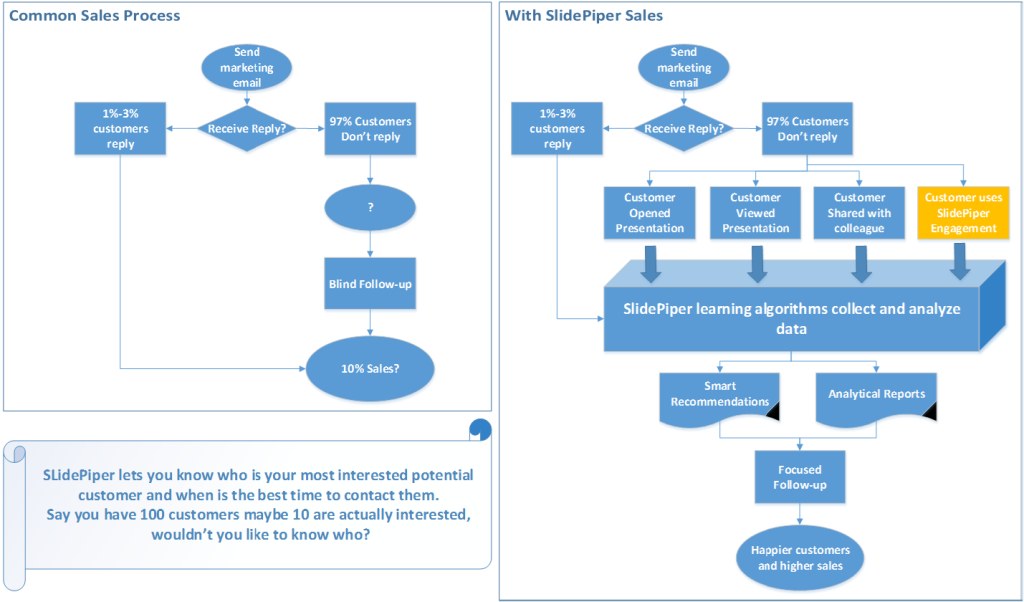 Common Sales Process
Send
marketing
email
1%-3%
customers
reply
Receive Reply?
97% Customers
Don't reply
?
Blind Follow-up
10% Sales?
SLidePiper lets you know who is your most interested potential
customer and when is the best time to contact them.
Say you have 100 customers maybe 10 are actually interested,
wouldn't you like to know who?
With SlidePiper Sales
Send
marketing
email
1%-3%
customers
reply
Receive Reply?
97% Customers
Don't reply
Customer
Opened
Presentation
Customer
Viewed
Presentation
Customer
Shared with
colleague
Customer uses
SlidePiper
Engagement
SlidePiper learning algorithms collect and analyze
data
Smart
Recommendations
Analytical Reports
Focused
Follow-up
Happier customers
and higher sales